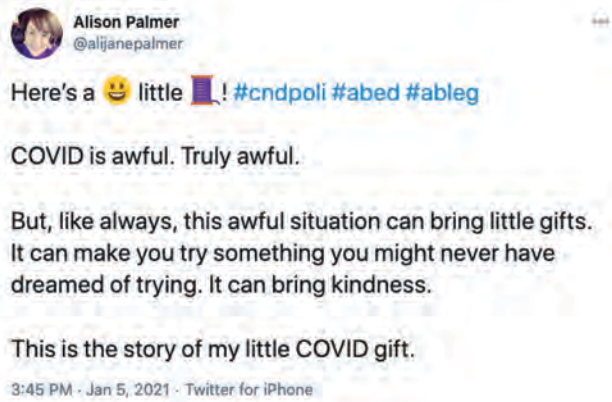 Alison Palmer
@alijanepalmer
Here's a 😃 little 🧵! #cndpoli #abed #ableg
COVID is awful. Truly awful.
But, like always, this awful situation can bring little gifts.
It can make you try something you might never have
dreamed of trying. It can bring kindness.
This is the story of my little COVID gift.
3:45 PM · Jan 5, 2021 · Twitter for iPhone